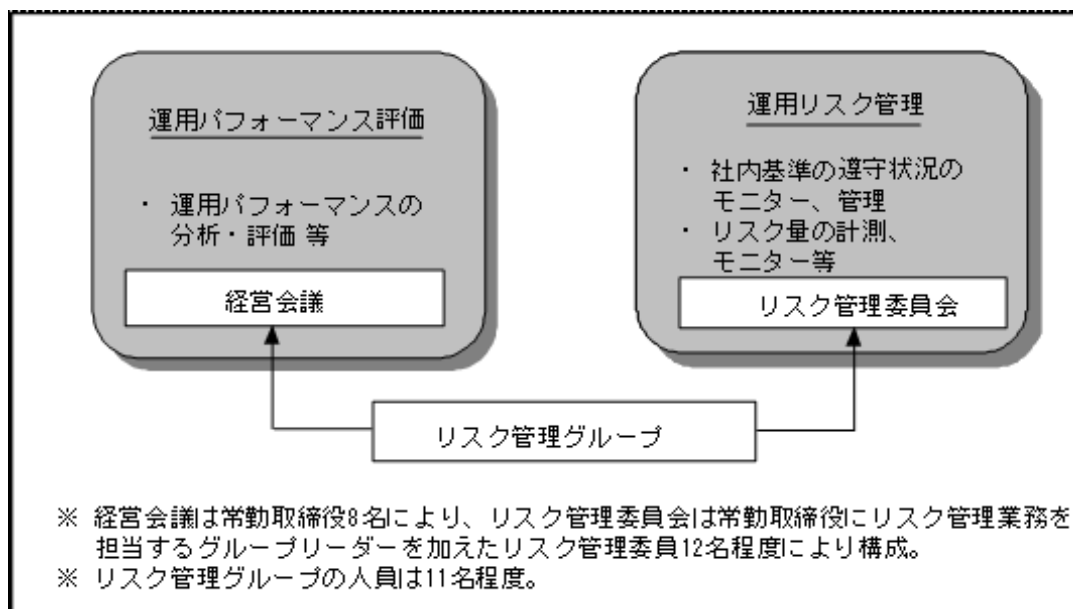 運用パフォーマンス評価
・ 運用パフォーマンスの
分析・評価 等
経営会議
運用リスク管理
・ 社内基準の遵守状況の
モニター、管理
・ リスク量の計測、
モニター等
リスク管理委員会
リスク管理グループ
※ 経営会議は常勤取締役8名により、リスク管理委員会は常勤取締役にリスク管理業務を
担当するグループリーダーを加えたリスク管理委員12名程度により構成。
※ リスク管理グループの人員は11名程度。